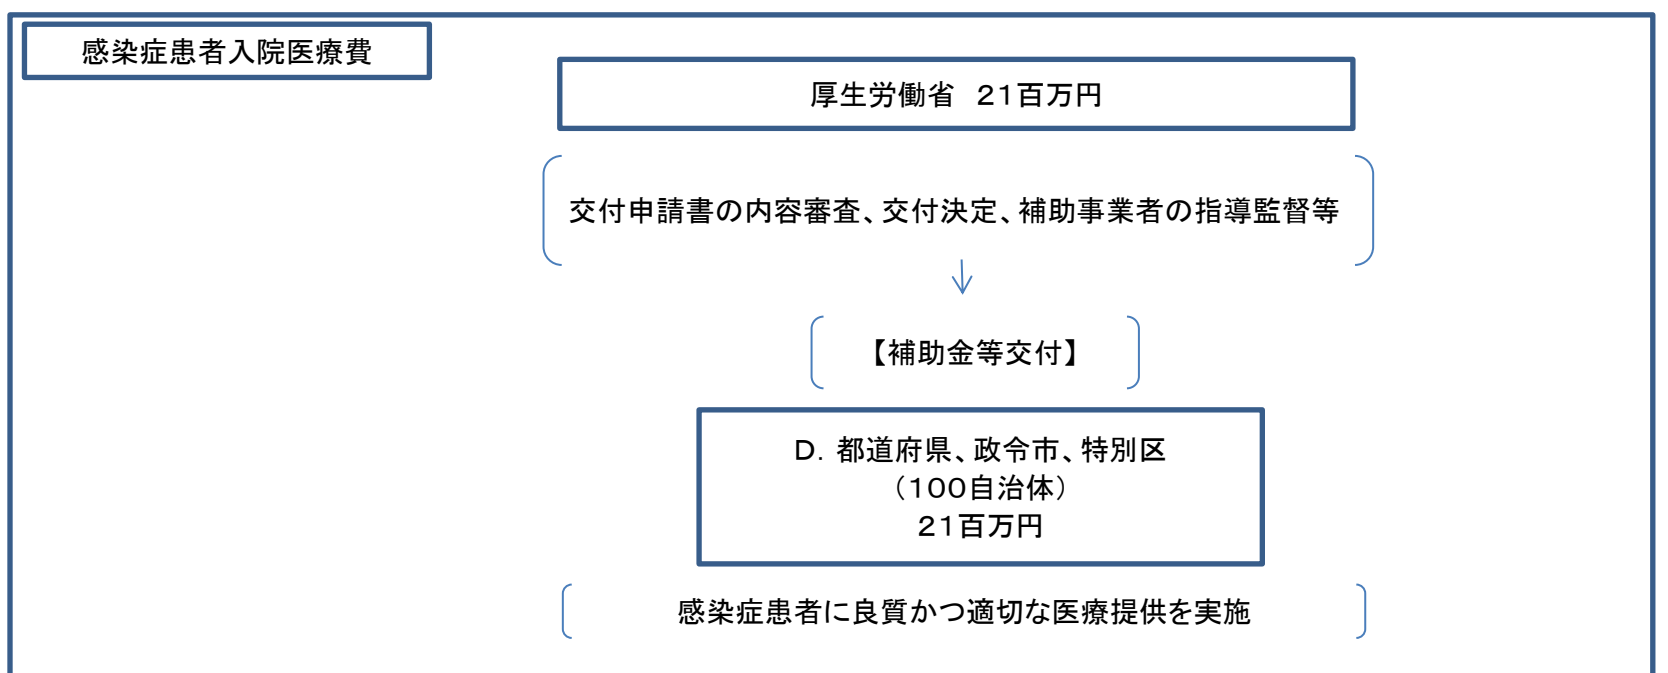 感染症患者入院医療費
厚生労働省　21百万円
交付申請書の内容審査、交付決定、補助事業者の指導監督等
【補助金等交付】
D．都道府県、政令市、特別区
（100自治体）
21百万円
感染症患者に良質かつ適切な医療提供を実施